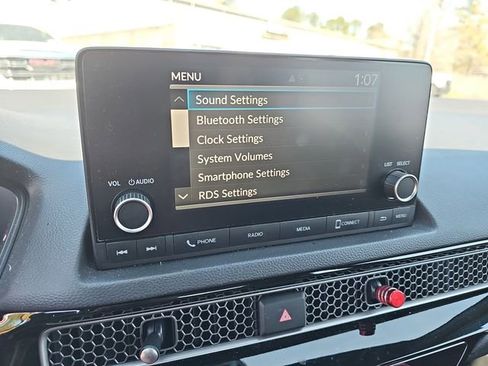 MENU
1:07
Sound Settings
Bluetooth Settings
Clock Settings
System Volumes
Smartphone Settings
RDS Settings
VOL
AUDIO
LIST
SELECT
PHONE
RADIO
MEDIA
CONNECT
MENU